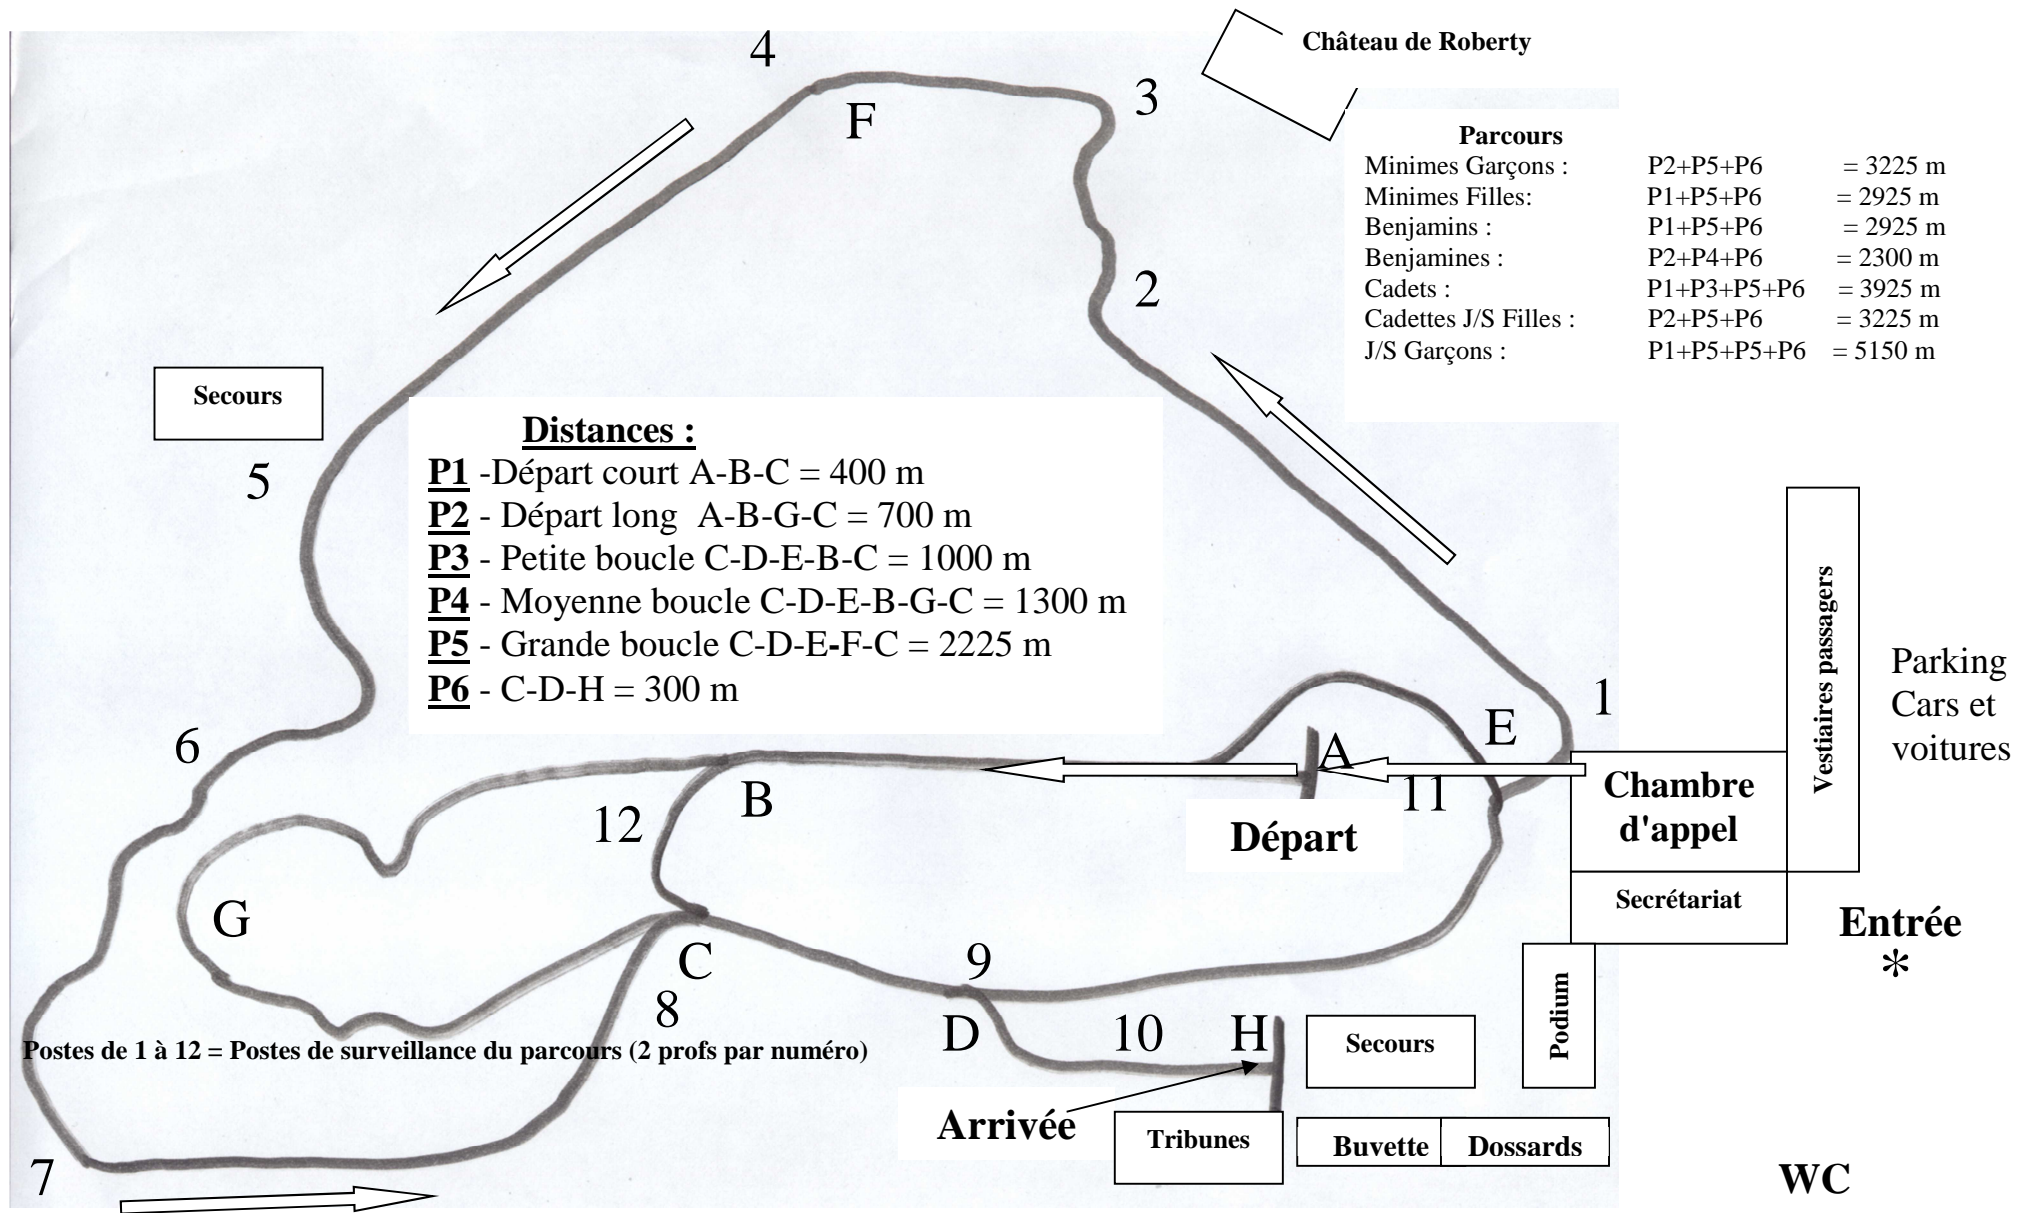 4
Château de Roberty
3
F
Parcours
Minimes Garçons : P2+P5+P6 = 3225 m
Minimes Filles: P1+P5+P6 = 2925 m
Benjamins : P1+P5+P6 = 2925 m
Benjamines : P2+P4+P6 = 2300 m
Cadets : P1+P3+P5+P6 = 3925 m
Cadettes J/S Filles : P2+P5+P6 = 3225 m
J/S Garçons : P1+P5+P5+P6 = 5150 m
2
Secours
5
Distances :
P1 -Départ court A-B-C = 400 m
P2 - Départ long A-B-G-C = 700 m
P3 - Petite boucle C-D-E-B-C = 1000 m
P4 - Moyenne boucle C-D-E-B-G-C = 1300 m
P5 - Grande boucle C-D-E-F-C = 2225 m
P6 - C-D-H = 300 m
Vestiaires passagers
Parking
Cars et
voitures
1
E
6
A
11
B
12
Départ
Chambre
d'appel
Secrétariat
Entrée
*
G
C
9
8
D
10
H
Secours
Podium
Postes de 1 à 12 = Postes de surveillance du parcours (2 profs par numéro)
Arrivée
Tribunes
Buvette
Dossards
7
WC